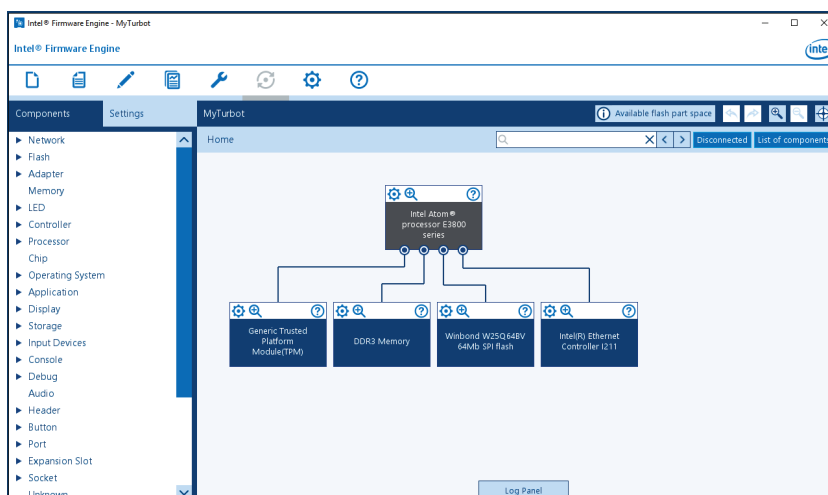 Intel® Firmware Engine - MyTurbot
Intel® Firmware Engine
Components
Settings
MyTurbot
Available flash part space
Home
Disconnected
List of components
Network
Flash
Adapter
Memory
LED
Controller
Processor
Chip
Operating System
Application
Display
Storage
Input Devices
Console
Debug
Audio
Header
Button
Port
Expansion Slot
Socket
Unknown
Intel Atom®
processor E3800
series
Generic Trusted
Platform
Module(TPM)
DDR3 Memory
Winbond W25Q64BV
64Mb SPI flash
Intel(R) Ethernet
Controller I211
Log Panel